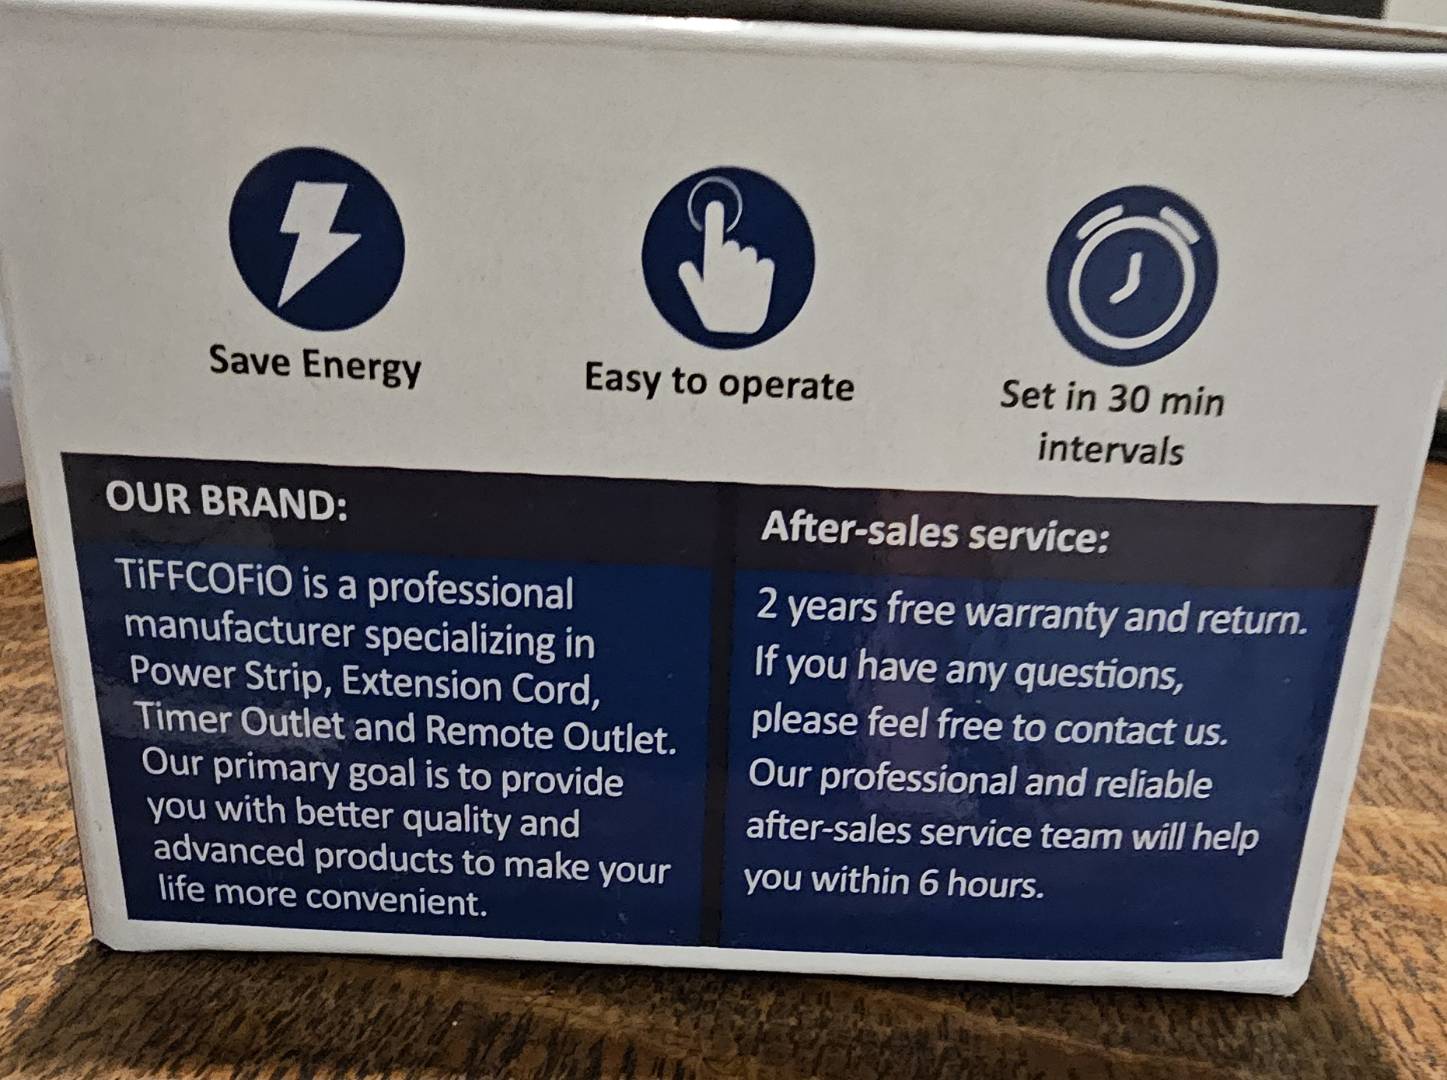 Save Energy
Easy to operate
Set in 30 min
intervals
OUR BRAND:
TiFFCOFiO is a professional
manufacturer specializing in
Power Strip, Extension Cord,
Timer Outlet and Remote Outlet.
Our primary goal is to provide
you with better quality and
advanced products to make your
life more convenient.
After-sales service:
2 years free warranty and return.
If you have any questions,
please feel free to contact us.
Our professional and reliable
after-sales service team will help
you within 6 hours.